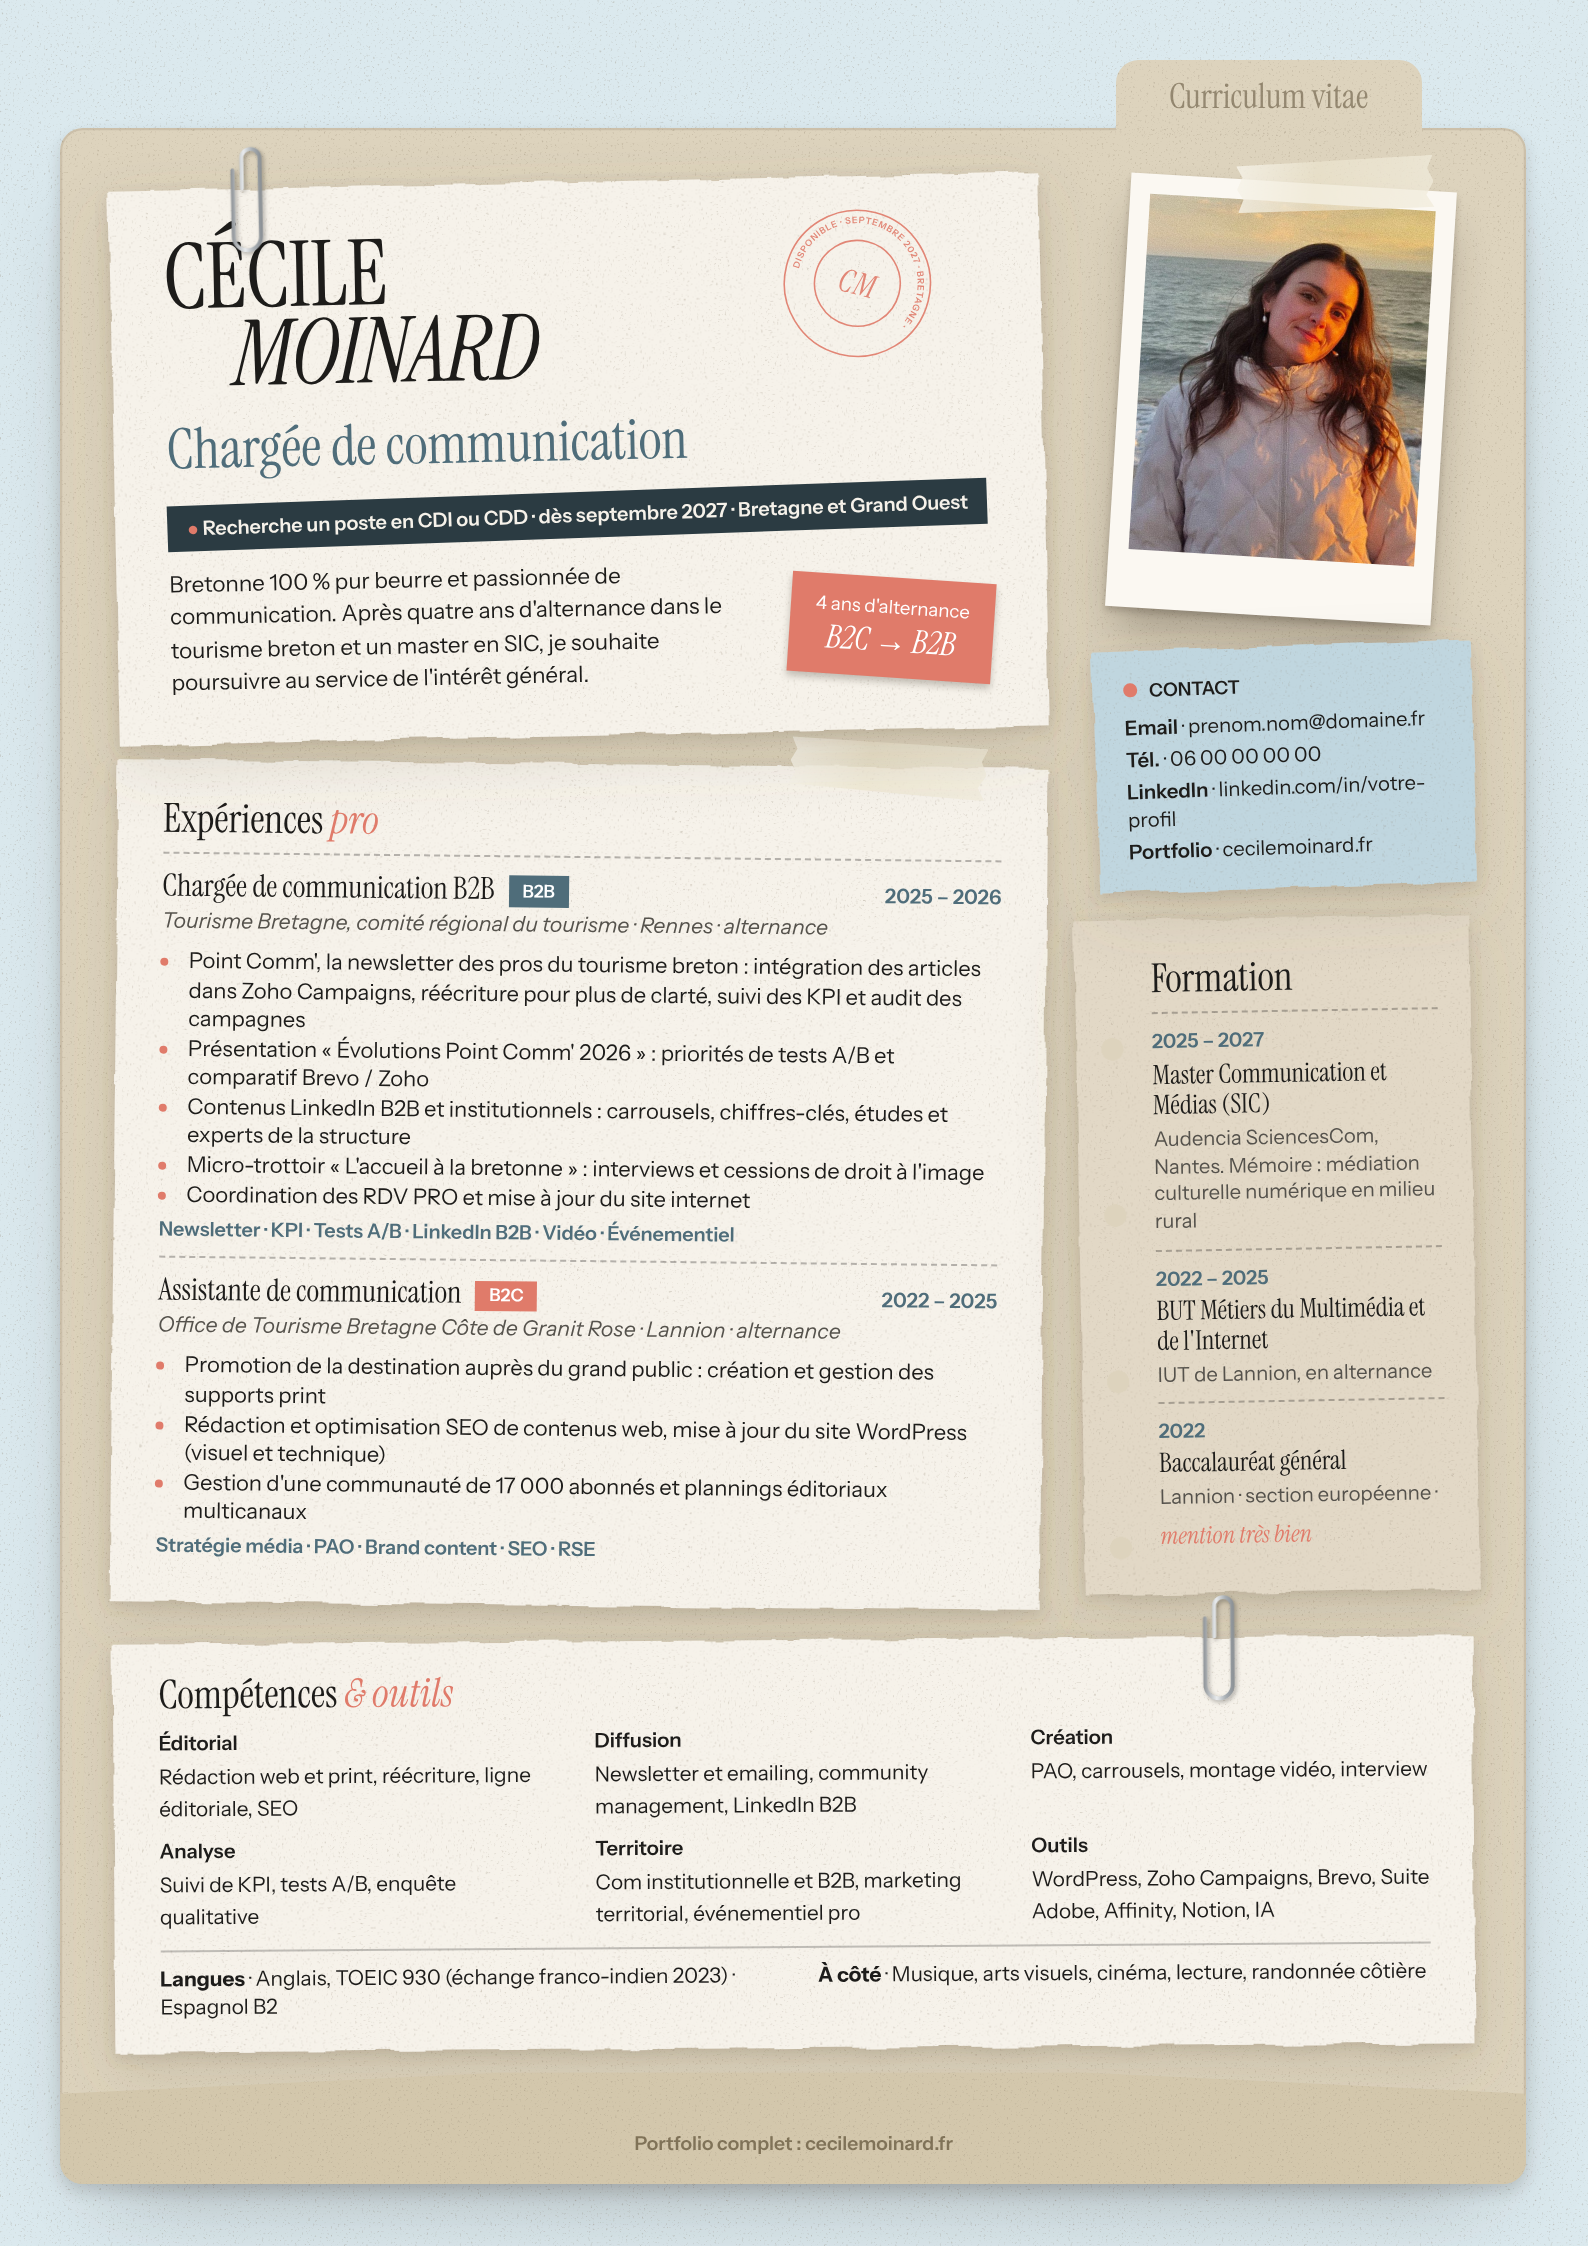 Curriculum vitae
CÉCILE
MOINARD
DISPONIBLE · SEPTEMBRE 2027 · BRETAGNE ·
CM
Chargée de communication
Recherche un poste en CDI ou CDD · dès septembre 2027 · Bretagne et Grand Ouest
Bretonne 100 % pur beurre et passionnée de
communication. Après quatre ans d'alternance dans le
tourisme breton et un master en SIC, je souhaite
poursuivre au service de l'intérêt général.
4 ans d'alternance
B2C → B2B
CONTACT
Email · prenom.nom@domaine.fr
Tél. · 06 00 00 00 00
LinkedIn · linkedin.com/in/votre-
profil
Portfolio · cecilemoinard.fr
Expériences pro
Chargée de communication B2B B2B 2025 – 2026
Tourisme Bretagne, comité régional du tourisme · Rennes · alternance
• Point Comm', la newsletter des pros du tourisme breton : intégration des articles
dans Zoho Campaigns, réécriture pour plus de clarté, suivi des KPI et audit des
campagnes
• Présentation « Évolutions Point Comm' 2026 » : priorités de tests A/B et
comparatif Brevo / Zoho
• Contenus LinkedIn B2B et institutionnels : carrousels, chiffres-clés, études et
experts de la structure
• Micro-trottoir « L'accueil à la bretonne » : interviews et cessions de droit à l'image
• Coordination des RDV PRO et mise à jour du site internet
Newsletter · KPI · Tests A/B · LinkedIn B2B · Vidéo · Événementiel
Assistante de communication B2C 2022 – 2025
Office de Tourisme Bretagne Côte de Granit Rose · Lannion · alternance
• Promotion de la destination auprès du grand public : création et gestion des
supports print
• Rédaction et optimisation SEO de contenus web, mise à jour du site WordPress
(visuel et technique)
• Gestion d'une communauté de 17 000 abonnés et plannings éditoriaux
multicanaux
Stratégie média · PAO · Brand content · SEO · RSE
Formation
2025 – 2027
Master Communication et
Médias (SIC)
Audencia SciencesCom,
Nantes. Mémoire : médiation
culturelle numérique en milieu
rural
2022 – 2025
BUT Métiers du Multimédia et
de l'Internet
IUT de Lannion, en alternance
2022
Baccalauréat général
Lannion · section européenne ·
mention très bien
Compétences & outils
Éditorial
Rédaction web et print, réécriture, ligne
éditoriale, SEO
Diffusion
Newsletter et emailing, community
management, LinkedIn B2B
Création
PAO, carrousels, montage vidéo, interview
Analyse
Suivi de KPI, tests A/B, enquête
qualitative
Territoire
Com institutionnelle et B2B, marketing
territorial, événementiel pro
Outils
WordPress, Zoho Campaigns, Brevo, Suite
Adobe, Affinity, Notion, IA
Langues · Anglais, TOEIC 930 (échange franco-indien 2023) ·
Espagnol B2
À côté · Musique, arts visuels, cinéma, lecture, randonnée côtière
Portfolio complet : cecilemoinard.fr